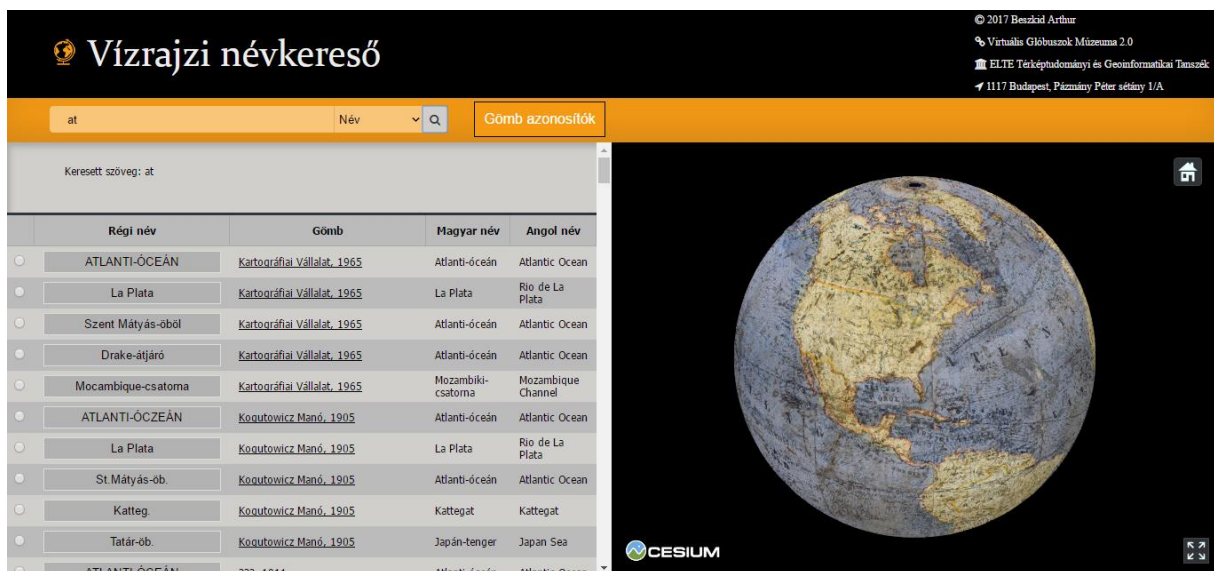 Vízrajzi névkereső
© 2017 Beszkid Arthur
Virtuális Glóbuszok Múzeuma 2.0
ELTE Térképtudományi és Geoinformatikai Tanszék
1117 Budapest, Pázmány Péter sétány 1/A
at Név Gömb azonosítók
Keresett szöveg: at
Régi név Gömb Magyar név Angol név
ATLANTI-ÓCEÁN Kartográfiai Vállalat, 1965 Atlanti-óceán Atlantic Ocean
La Plata Kartográfiai Vállalat, 1965 La Plata Rio de La Plata
Szent Mátyás-öböl Kartográfiai Vállalat, 1965 Atlanti-óceán Atlantic Ocean
Drake-átjáró Kartográfiai Vállalat, 1965 Atlanti-óceán Atlantic Ocean
Mocambique-csatorna Kartográfiai Vállalat, 1965 Mozambiki-csatorna Mozambique Channel
ATLANTI-ÓCZEÁN Kogutowicz Manó, 1905 Atlanti-óceán Atlantic Ocean
La Plata Kogutowicz Manó, 1905 La Plata Rio de La Plata
St.Mátyás-öb. Kogutowicz Manó, 1905 Atlanti-óceán Atlantic Ocean
Katteg. Kogutowicz Manó, 1905 Kattegat Kattegat
Tatár-öb. Kogutowicz Manó, 1905 Japán-tenger Japan Sea
CESIUM